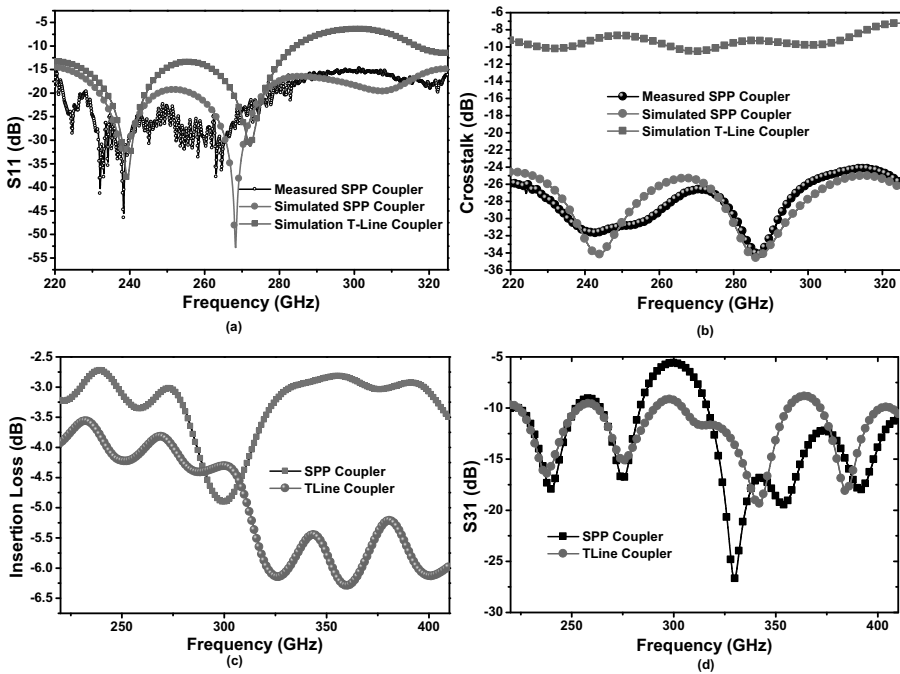 -5
-10
-15
-20
-25
-30
-35
-40
-45
-50
-55
S11 (dB)
Measured SPP Coupler
Simulated SPP Coupler
Simulation T-Line Coupler
220 240 260 280 300 320
Frequency (GHz)
(a)
-6
-8
-10
-12
-14
-16
-18
-20
-22
-24
-26
-28
-30
-32
-34
-36
Crosstalk (dB)
Measured SPP Coupler
Simulated SPP Coupler
Simulation T-Line Coupler
220 240 260 280 300 320
Frequency (GHz)
(b)
-2.5
-3.0
-3.5
-4.0
-4.5
-5.0
-5.5
-6.0
-6.5
Insertion Loss (dB)
SPP Coupler
TLine Coupler
250 300 350 400
Frequency (GHz)
(c)
-5
-10
-15
-20
-25
-30
S31 (dB)
SPP Coupler
TLine Coupler
250 300 350 400
Frequency (GHz)
(d)